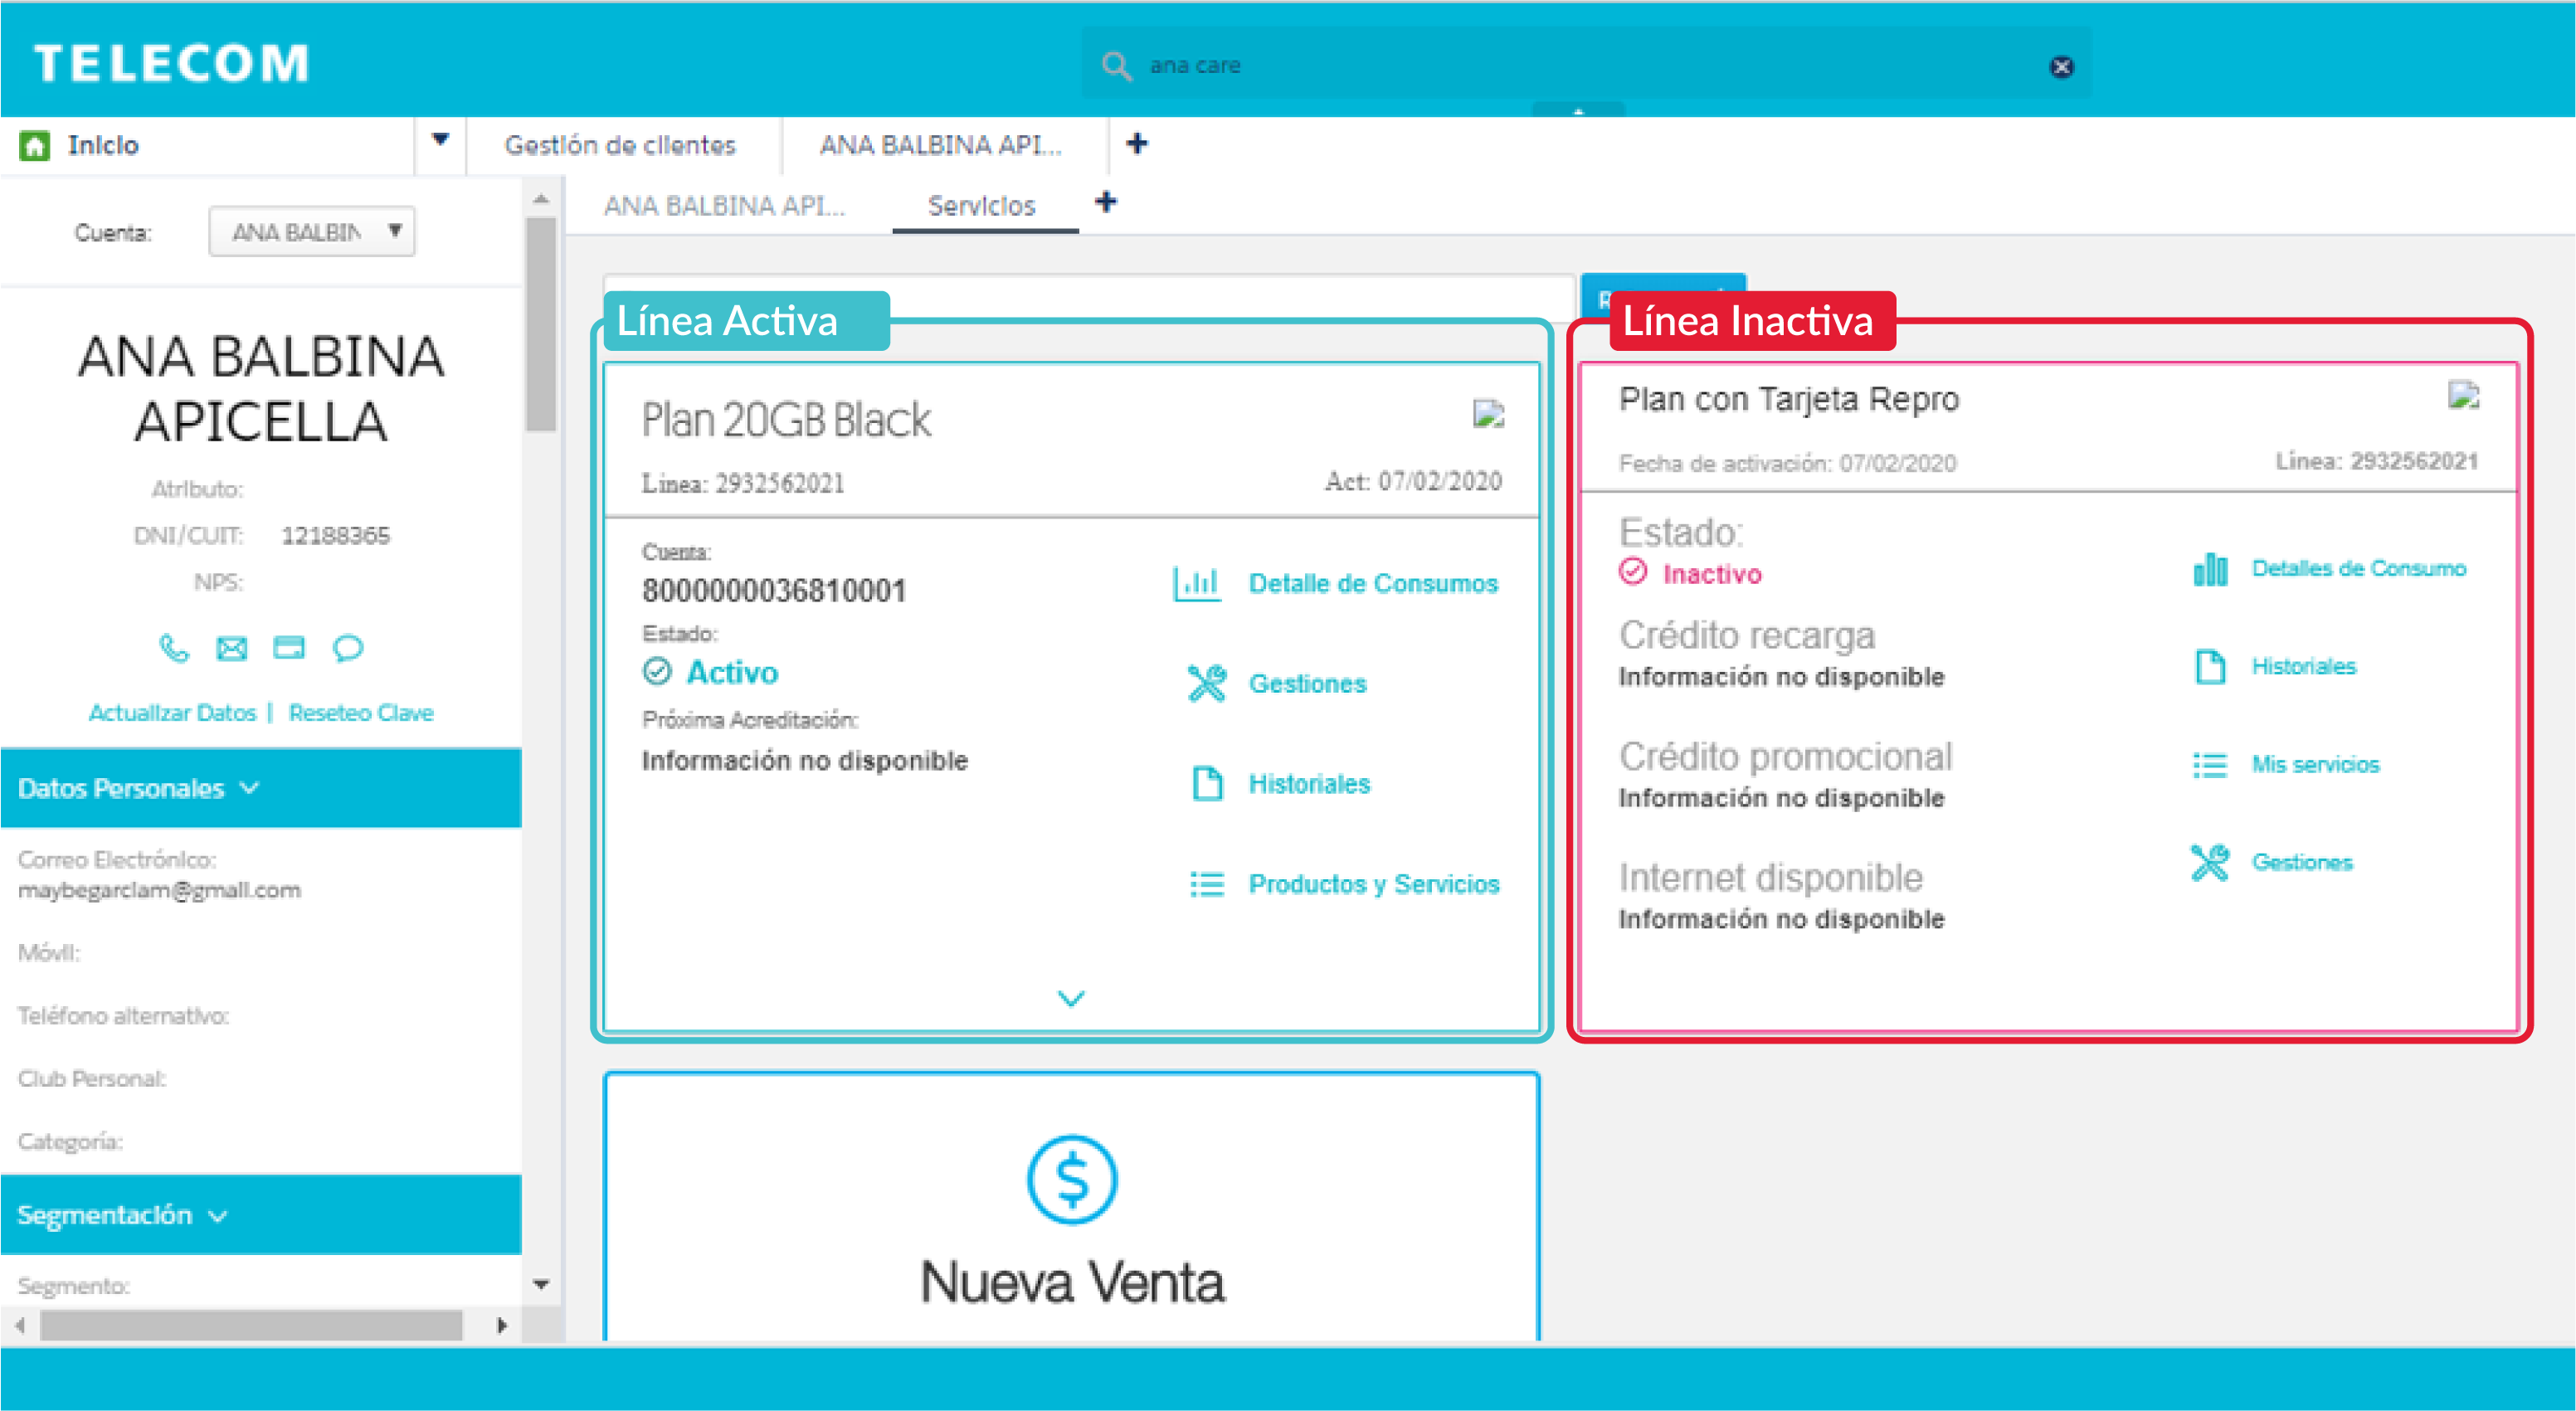 TELECOM
ana care
Inicio
Gestión de clientes
ANA BALBINA API...
ANA BALBINA API...
Servicios
Cuenta:
ANA BALBIN
ANA BALBINA
APICELLA
Atributo:
DNI/CUIT: 12188365
NPS:
Actualizar Datos | Reseteo Clave
Datos Personales
Correo Electrónico:
maybegarciam@gmail.com
Móvil:
Teléfono alternativo:
Club Personal:
Categoría:
Segmentación
Segmento:
Línea Activa
Plan 20GB Black
Linea: 2932562021
Act: 07/02/2020
Cuenta:
8000000036810001
Estado:
Activo
Próxima Acreditación:
Información no disponible
Detalle de Consumos
Gestiones
Historiales
Productos y Servicios
Línea Inactiva
Plan con Tarjeta Repro
Fecha de activación: 07/02/2020
Linea: 2932562021
Estado:
Inactivo
Crédito recarga
Información no disponible
Crédito promocional
Información no disponible
Internet disponible
Información no disponible
Detalles de Consumo
Historiales
Mis servicios
Gestiones
Nueva Venta